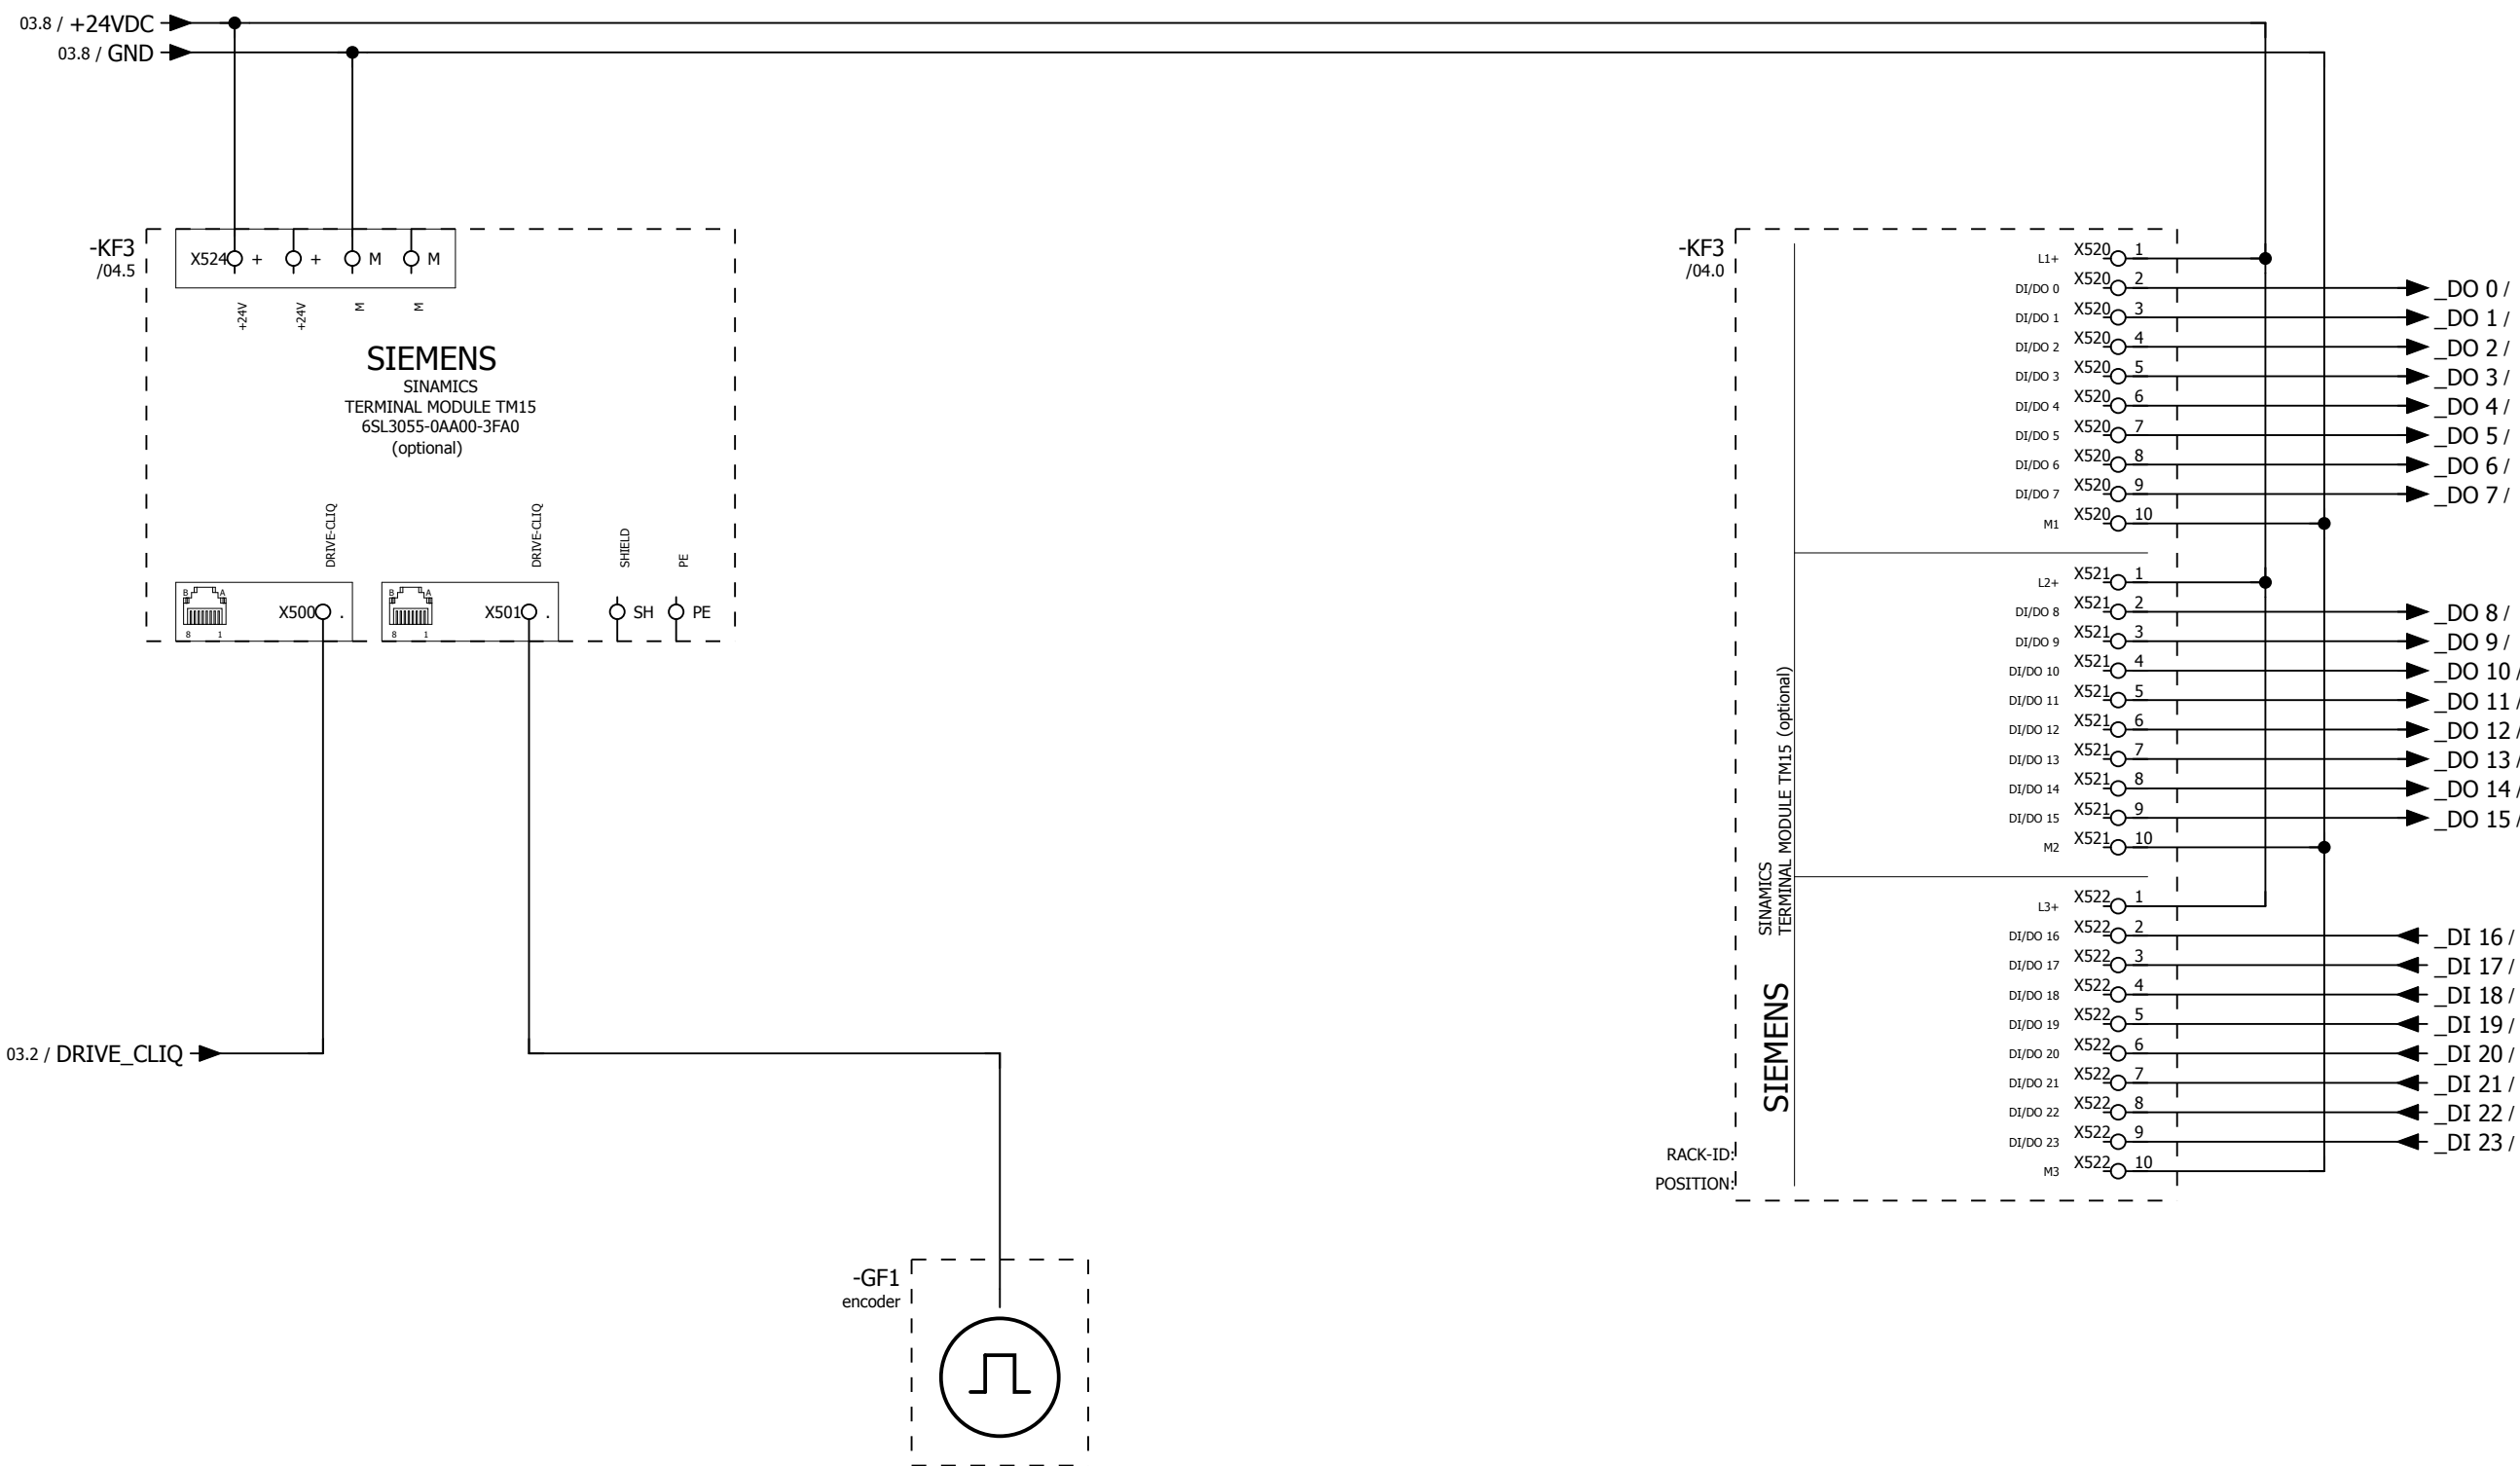 03.8 / +24VDC
03.8 / GND
-KF3
/04.5
X524 + + M M
+24V
+24V
M
M
SIEMENS
SINAMICS
TERMINAL MODULE TM15
6SL3055-0AA00-3FA0
(optional)
DRIVE-CLIQ
DRIVE-CLIQ
SHIELD
PE
B A
8 1
X500 .
B A
8 1
X501 .
SH
PE
03.2 / DRIVE_CLIQ
-GF1
encoder
-KF3
/04.0
SINAMICS
TERMINAL MODULE TM15 (optional)
SIEMENS
RACK-ID:
POSITION:
L1+ X520 1
DI/DO 0 X520 2 _DO 0 /
DI/DO 1 X520 3 _DO 1 /
DI/DO 2 X520 4 _DO 2 /
DI/DO 3 X520 5 _DO 3 /
DI/DO 4 X520 6 _DO 4 /
DI/DO 5 X520 7 _DO 5 /
DI/DO 6 X520 8 _DO 6 /
DI/DO 7 X520 9 _DO 7 /
M1 X520 10
L2+ X521 1
DI/DO 8 X521 2 _DO 8 /
DI/DO 9 X521 3 _DO 9 /
DI/DO 10 X521 4 _DO 10 /
DI/DO 11 X521 5 _DO 11 /
DI/DO 12 X521 6 _DO 12 /
DI/DO 13 X521 7 _DO 13 /
DI/DO 14 X521 8 _DO 14 /
DI/DO 15 X521 9 _DO 15 /
M2 X521 10
L3+ X522 1
DI/DO 16 X522 2 _DI 16 /
DI/DO 17 X522 3 _DI 17 /
DI/DO 18 X522 4 _DI 18 /
DI/DO 19 X522 5 _DI 19 /
DI/DO 20 X522 6 _DI 20 /
DI/DO 21 X522 7 _DI 21 /
DI/DO 22 X522 8 _DI 22 /
DI/DO 23 X522 9 _DI 23 /
M3 X522 10